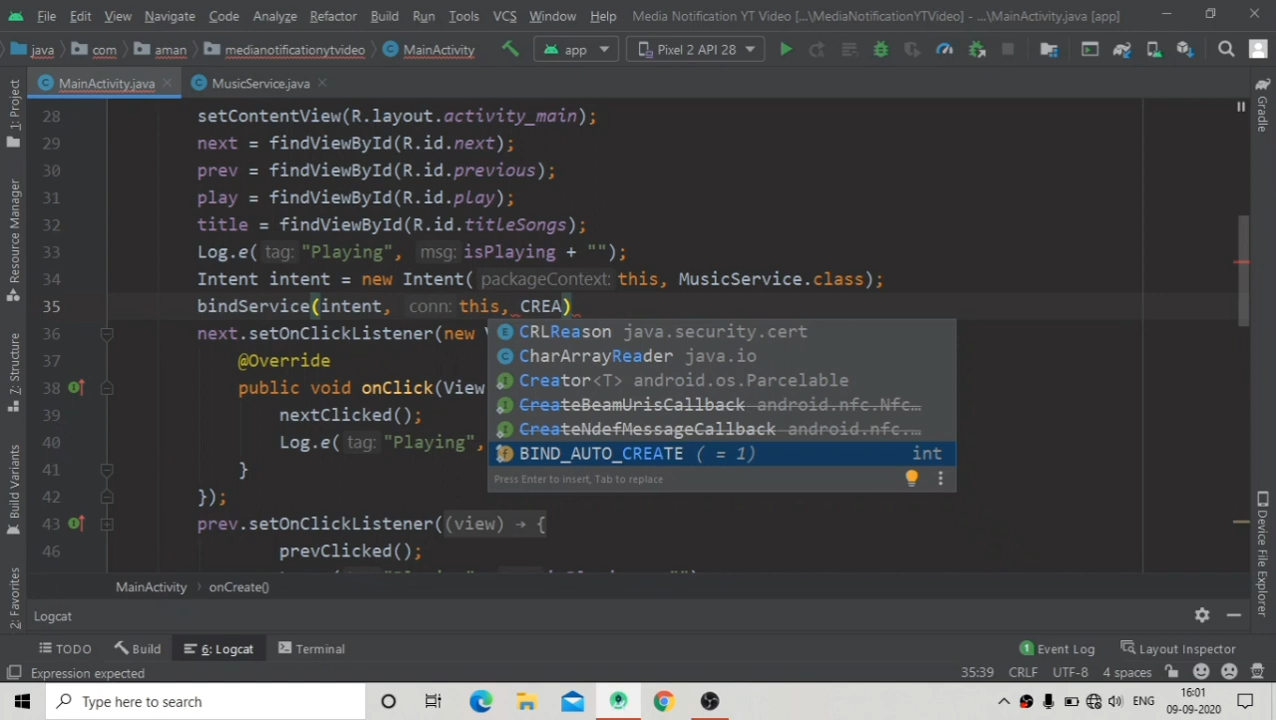 File Edit View Navigate Code Analyze Refactor Build Run Tools VCS Window Help Media Notification YT Video [...\MediaNotificationYTVideo] - ...\MainActivity.java [app]
java com aman medianotificationytvideo MainActivity app Pixel 2 API 28
MainActivity.java MusicService.java
1: Project
Resource Manager
7: Structure
Build Variants
2: Favorites
28 setContentView(R.layout.activity_main);
29 next = findViewById(R.id.next);
30 prev = findViewById(R.id.previous);
31 play = findViewById(R.id.play);
32 title = findViewById(R.id.titleSongs);
33 Log.e( tag: "Playing", msg: isPlaying + "");
34 Intent intent = new Intent( packageContext: this, MusicService.class);
35 bindService(intent, conn: this, CREA)
36 next.setOnClickListener(new V
37 @Override
38 public void onClick(View
39 nextClicked();
40 Log.e( tag: "Playing",
41 }
42 });
43 prev.setOnClickListener((view) → {
46 prevClicked();
CRLReason java.security.cert
CharArrayReader java.io
Creator<T> android.os.Parcelable
CreateBeamUrisCallback android.nfc.Nfc...
CreateNdefMessageCallback android.nfc....
BIND_AUTO_CREATE ( = 1) int
Press Enter to insert, Tab to replace
Gradle
Device File Explorer
MainActivity › onCreate()
Logcat
TODO Build 6: Logcat Terminal 1 Event Log Layout Inspector
Expression expected 35:39 CRLF UTF-8 4 spaces
Type here to search ENG 16:01
09-09-2020